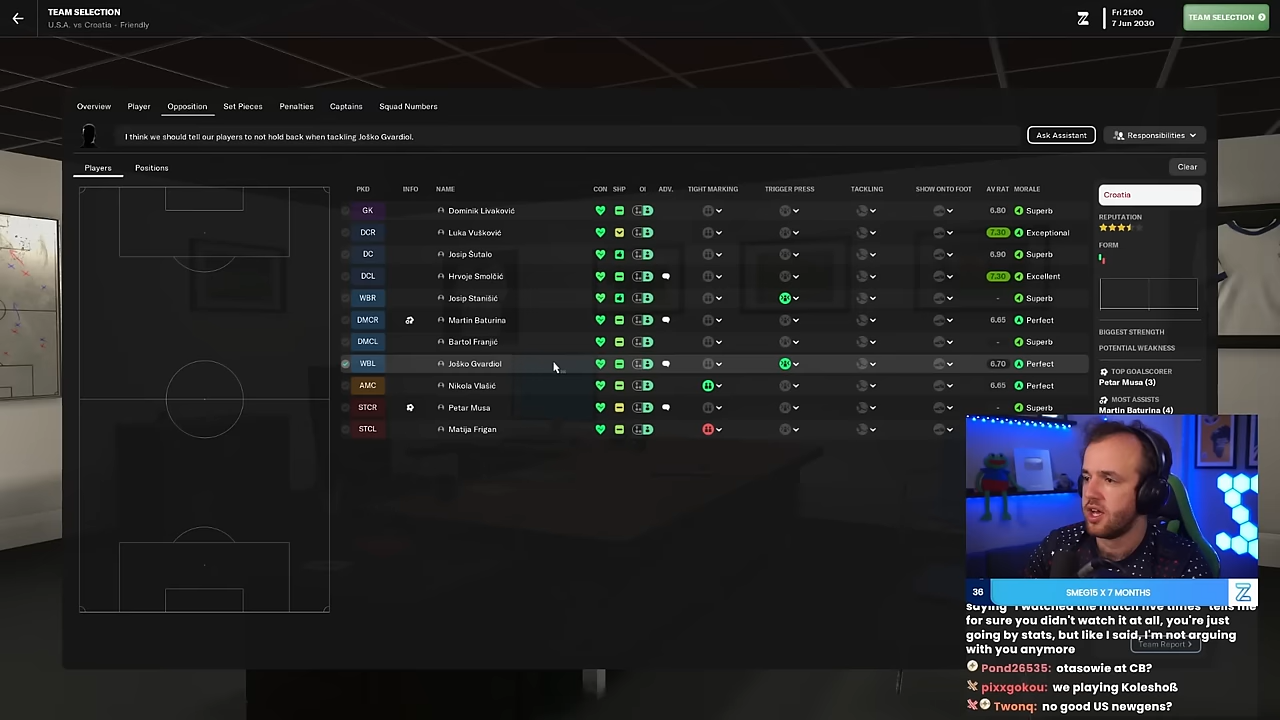 TEAM SELECTION
U.S.A. vs Croatia - Friendly
Fri 21:00
7 Jun 2030
TEAM SELECTION
Overview Player Opposition Set Pieces Penalties Captains Squad Numbers
I think we should tell our players to not hold back when tackling Joško Gvardiol.
Ask Assistant
Responsibilities
Players Positions
Clear
PKD INFO NAME CON SHP OI ADV. TIGHT MARKING TRIGGER PRESS TACKLING SHOW ONTO FOOT AV RAT MORALE
GK Dominik Livaković 6.80 Superb
DCR Luka Vušković 7.30 Exceptional
DC Josip Šutalo 6.90 Superb
DCL Hrvoje Smolčić 7.30 Excellent
WBR Josip Stanišić - Superb
DMCR Martin Baturina 6.65 Perfect
DMCL Bartol Franjić - Superb
WBL Joško Gvardiol 6.70 Perfect
AMC Nikola Vlašić 6.65 Perfect
STCR Petar Musa - Superb
STCL Matija Frigan
Croatia
REPUTATION
FORM
BIGGEST STRENGTH
POTENTIAL WEAKNESS
TOP GOALSCORER
Petar Musa (3)
MOST ASSISTS
Martin Baturina (4)
36 SMEG15 X 7 MONTHS
saying "I watched the match five times" tells me
for sure you didn't watch it at all, you're just
going by stats, but like I said, I'm not arguing
with you anymore
Team Report
Pond26535: otasowie at CB?
pixxgokou: we playing Koleshoß
Twonq: no good US newgens?